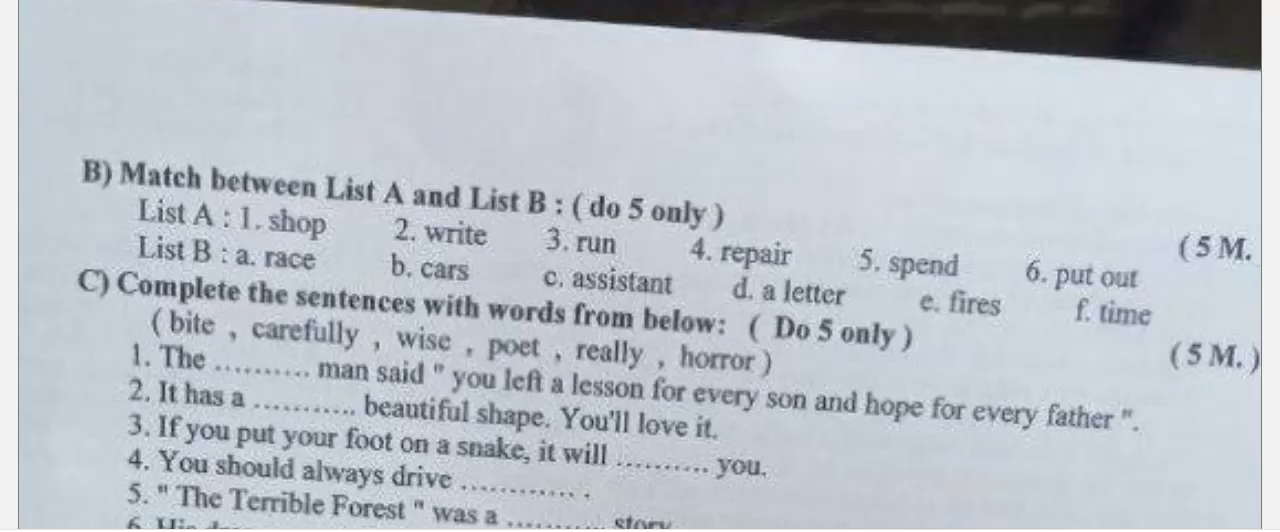 B) Match between List A and List B : ( do 5 only ) (5 M.
List A : 1. shop 2. write 3. run 4. repair 5. spend 6. put out
List B : a. race b. cars c. assistant d. a letter e. fires f. time
C) Complete the sentences with words from below: ( Do 5 only ) (5 M. )
( bite , carefully , wise , poet , really , horror )
1. The .......... man said " you left a lesson for every son and hope for every father ".
2. It has a ........... beautiful shape. You'll love it.
3. If you put your foot on a snake, it will .......... you.
4. You should always drive ............. .
5. " The Terrible Forest " was a .......... story
6. His